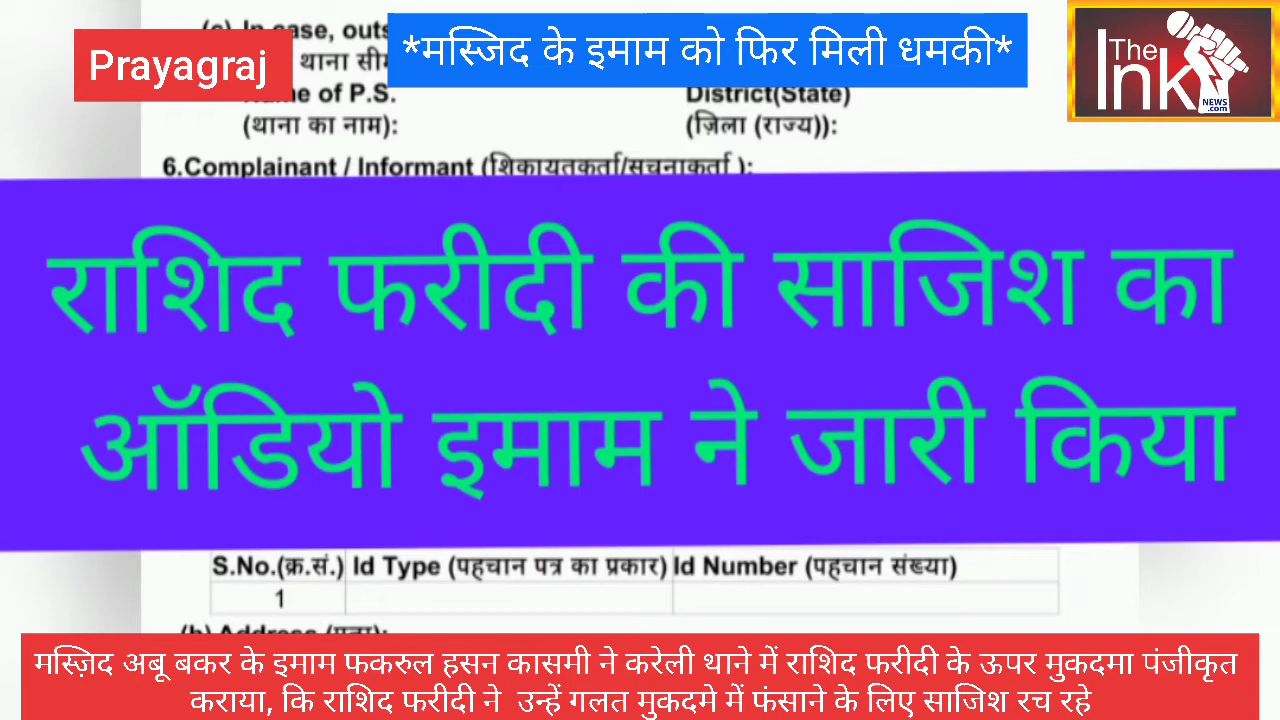 *मस्जिद के इमाम को फिर मिली धमकी*
Prayagraj
The Ink
NEWS
.com
थाना
Name of P.S.
District(State)
(थाना का नाम):
(ज़िला (राज्य)):
6.Complainant / Informant (शिकायतकर्ता/सूचनाकर्ता ):
राशिद फरीदी की साजिश का
ऑडियो इमाम ने जारी किया
S.No.(क्र.सं.) Id Type (पहचान पत्र का प्रकार) Id Number (पहचान संख्या)
1
मस्ज़िद अबू बकर के इमाम फकरुल हसन कासमी ने करेली थाने में राशिद फरीदी के ऊपर मुकदमा पंजीकृत
कराया, कि राशिद फरीदी ने उन्हें गलत मुकदमे में फंसाने के लिए साजिश रच रहे